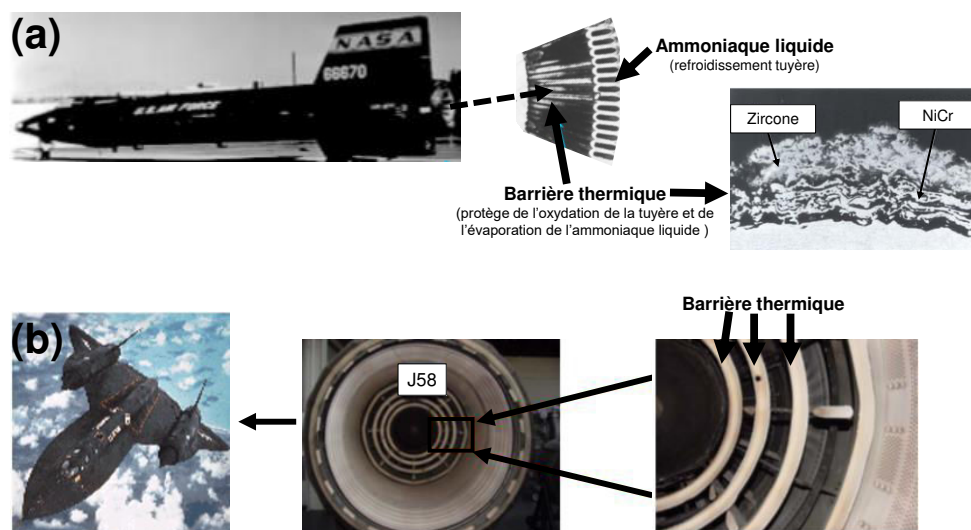 (a)
NASA
66670
U.S. AIR FORCE
Ammoniaque liquide
(refroidissement tuyère)
Zircone
NiCr
Barrière thermique
(protège de l'oxydation de la tuyère et de
l'évaporation de l'ammoniaque liquide )
(b)
J58
Barrière thermique